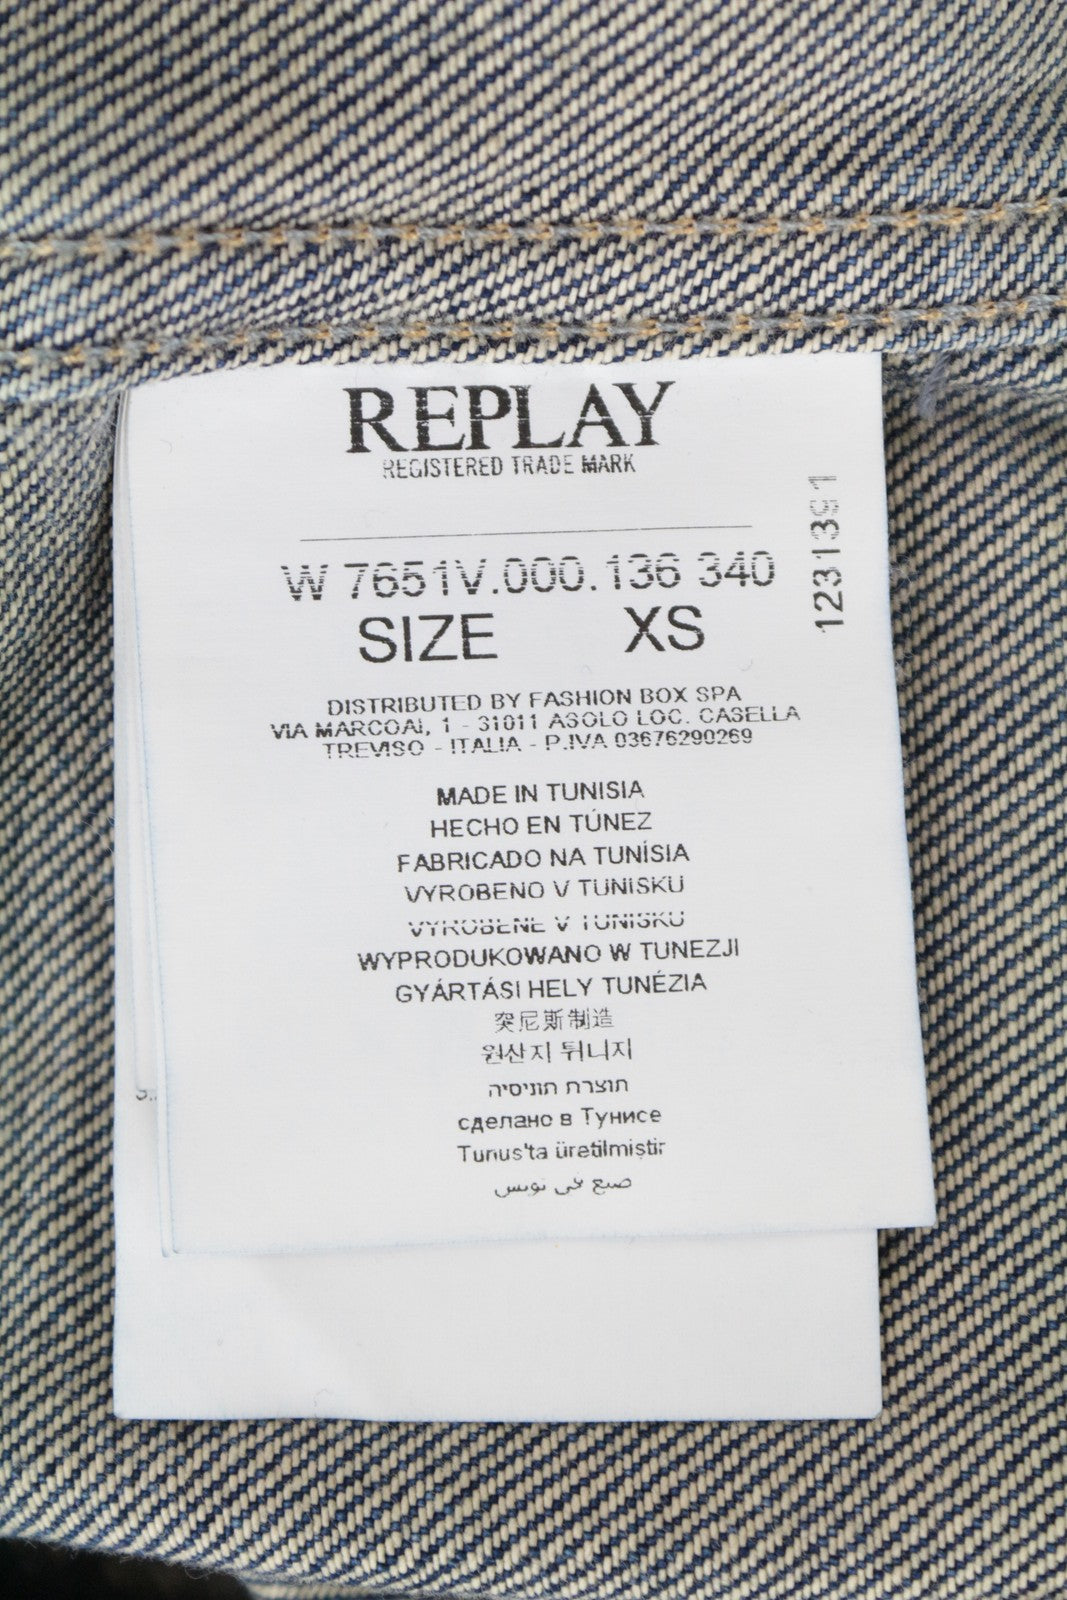 REPLAY
REGISTERED TRADE MARK
W 7651V.000.136 340
SIZE XS
1231391
DISTRIBUTED BY FASHION BOX SPA
VIA MARCOAI, 1 - 31011 ASOLO LOC. CASELLA
TREVISO - ITALIA - P.IVA 03676290269
MADE IN TUNISIA
HECHO EN TÚNEZ
FABRICADO NA TUNÍSIA
VYROBENO V TUNISKU
VYROBENE V TUNISKU
WYPRODUKOWANO W TUNEZJI
GYÁRTÁSI HELY TUNÉZIA
突尼斯制造
원산지 튀니지
תוצרת תוניסיה
сделано в Тунисе
Tunus'ta üretilmiştir
صنع في تونس